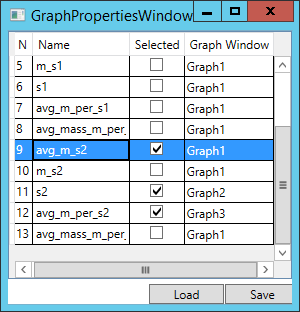 GraphPropertiesWindow
N Name Selected Graph Window
5 m_s1 Graph1
6 s1 Graph1
7 avg_m_per_s1 Graph1
8 avg_mass_m_per_ Graph1
9 avg_m_s2 Graph1
10 m_s2 Graph1
11 s2 Graph2
12 avg_m_per_s2 Graph3
13 avg_mass_m_per_ Graph1
Load Save